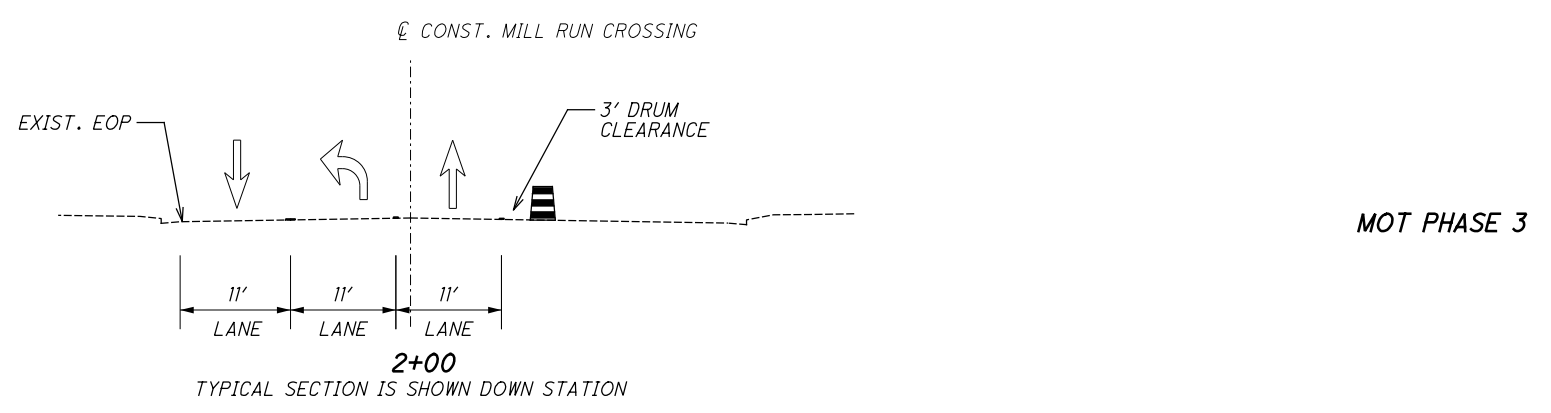 ℄ CONST. MILL RUN CROSSING
EXIST. EOP
3' DRUM
CLEARANCE
MOT PHASE 3
11' 11' 11'
LANE LANE LANE
2+00
TYPICAL SECTION IS SHOWN DOWN STATION